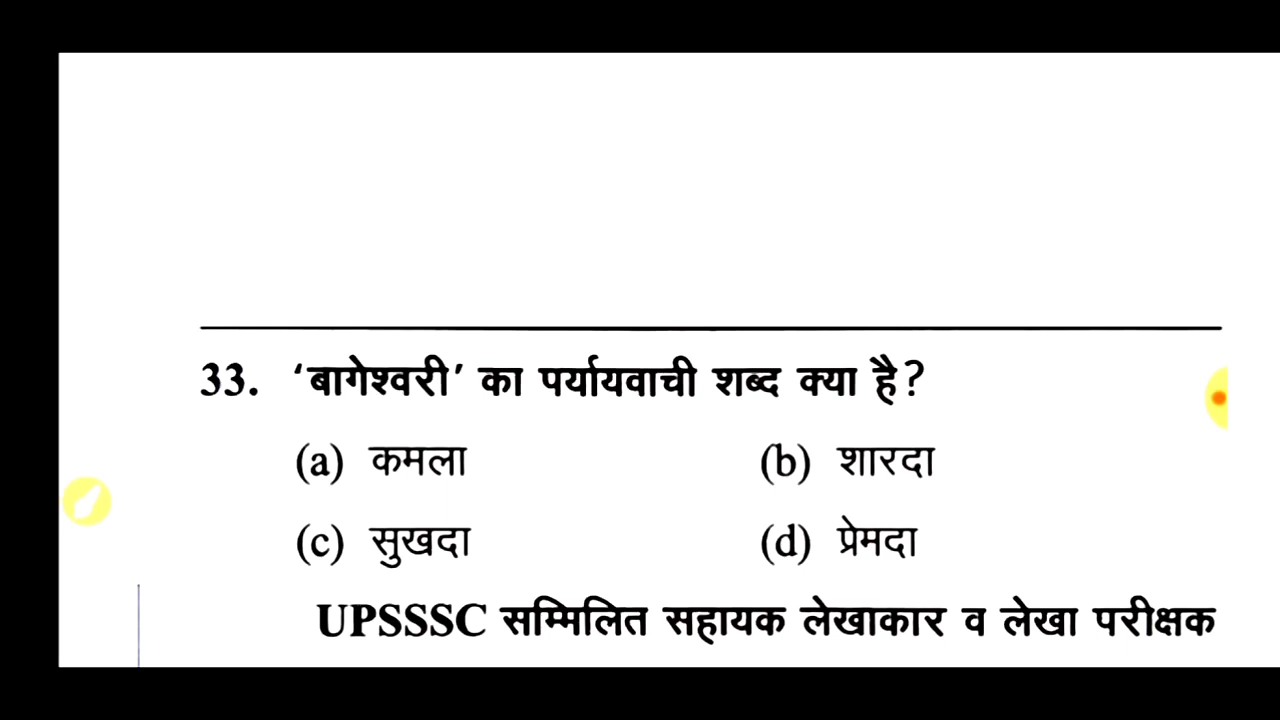 33. ‘बागेश्वरी’ का पर्यायवाची शब्द क्या है?
(a) कमला (b) शारदा
(c) सुखदा (d) प्रेमदा
UPSSSC सम्मिलित सहायक लेखाकार व लेखा परीक्षक